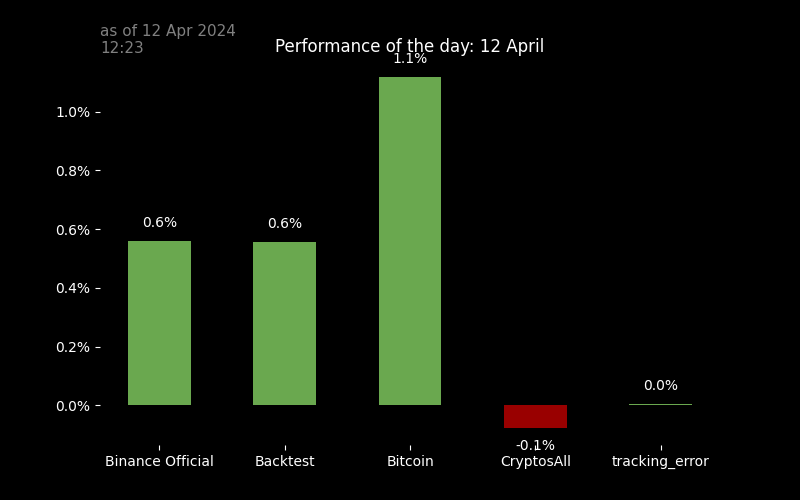 as of 12 Apr 2024
12:23
Performance of the day: 12 April
1.1%
1.0%
0.8%
0.6%
0.6%
0.6%
0.4%
0.2%
0.0%
0.0%
-0.1%
Binance Official
Backtest
Bitcoin
CryptosAll
tracking_error